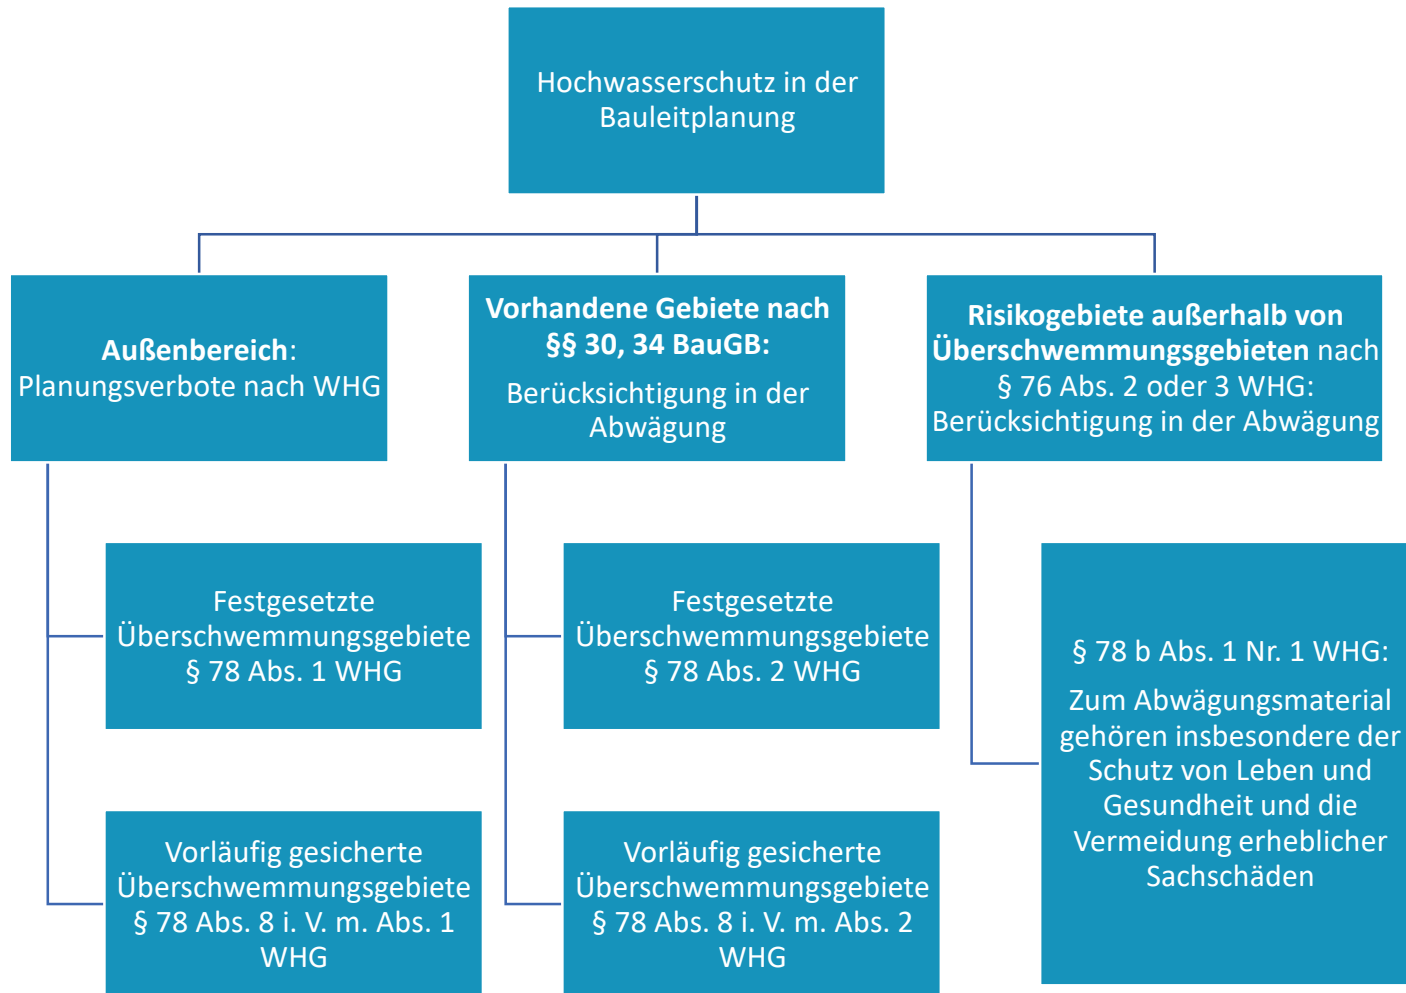 Hochwasserschutz in der
Bauleitplanung
Außenbereich:
Planungsverbote nach WHG
Vorhandene Gebiete nach
§§ 30, 34 BauGB:
Berücksichtigung in der
Abwägung
Risikogebiete außerhalb von
Überschwemmungsgebieten nach
§ 76 Abs. 2 oder 3 WHG:
Berücksichtigung in der Abwägung
Festgesetzte
Überschwemmungsgebiete
§ 78 Abs. 1 WHG
Vorläufig gesicherte
Überschwemmungsgebiete
§ 78 Abs. 8 i. V. m. Abs. 1
WHG
Festgesetzte
Überschwemmungsgebiete
§ 78 Abs. 2 WHG
Vorläufig gesicherte
Überschwemmungsgebiete
§ 78 Abs. 8 i. V. m. Abs. 2
WHG
§ 78 b Abs. 1 Nr. 1 WHG:
Zum Abwägungsmaterial
gehören insbesondere der
Schutz von Leben und
Gesundheit und die
Vermeidung erheblicher
Sachschäden